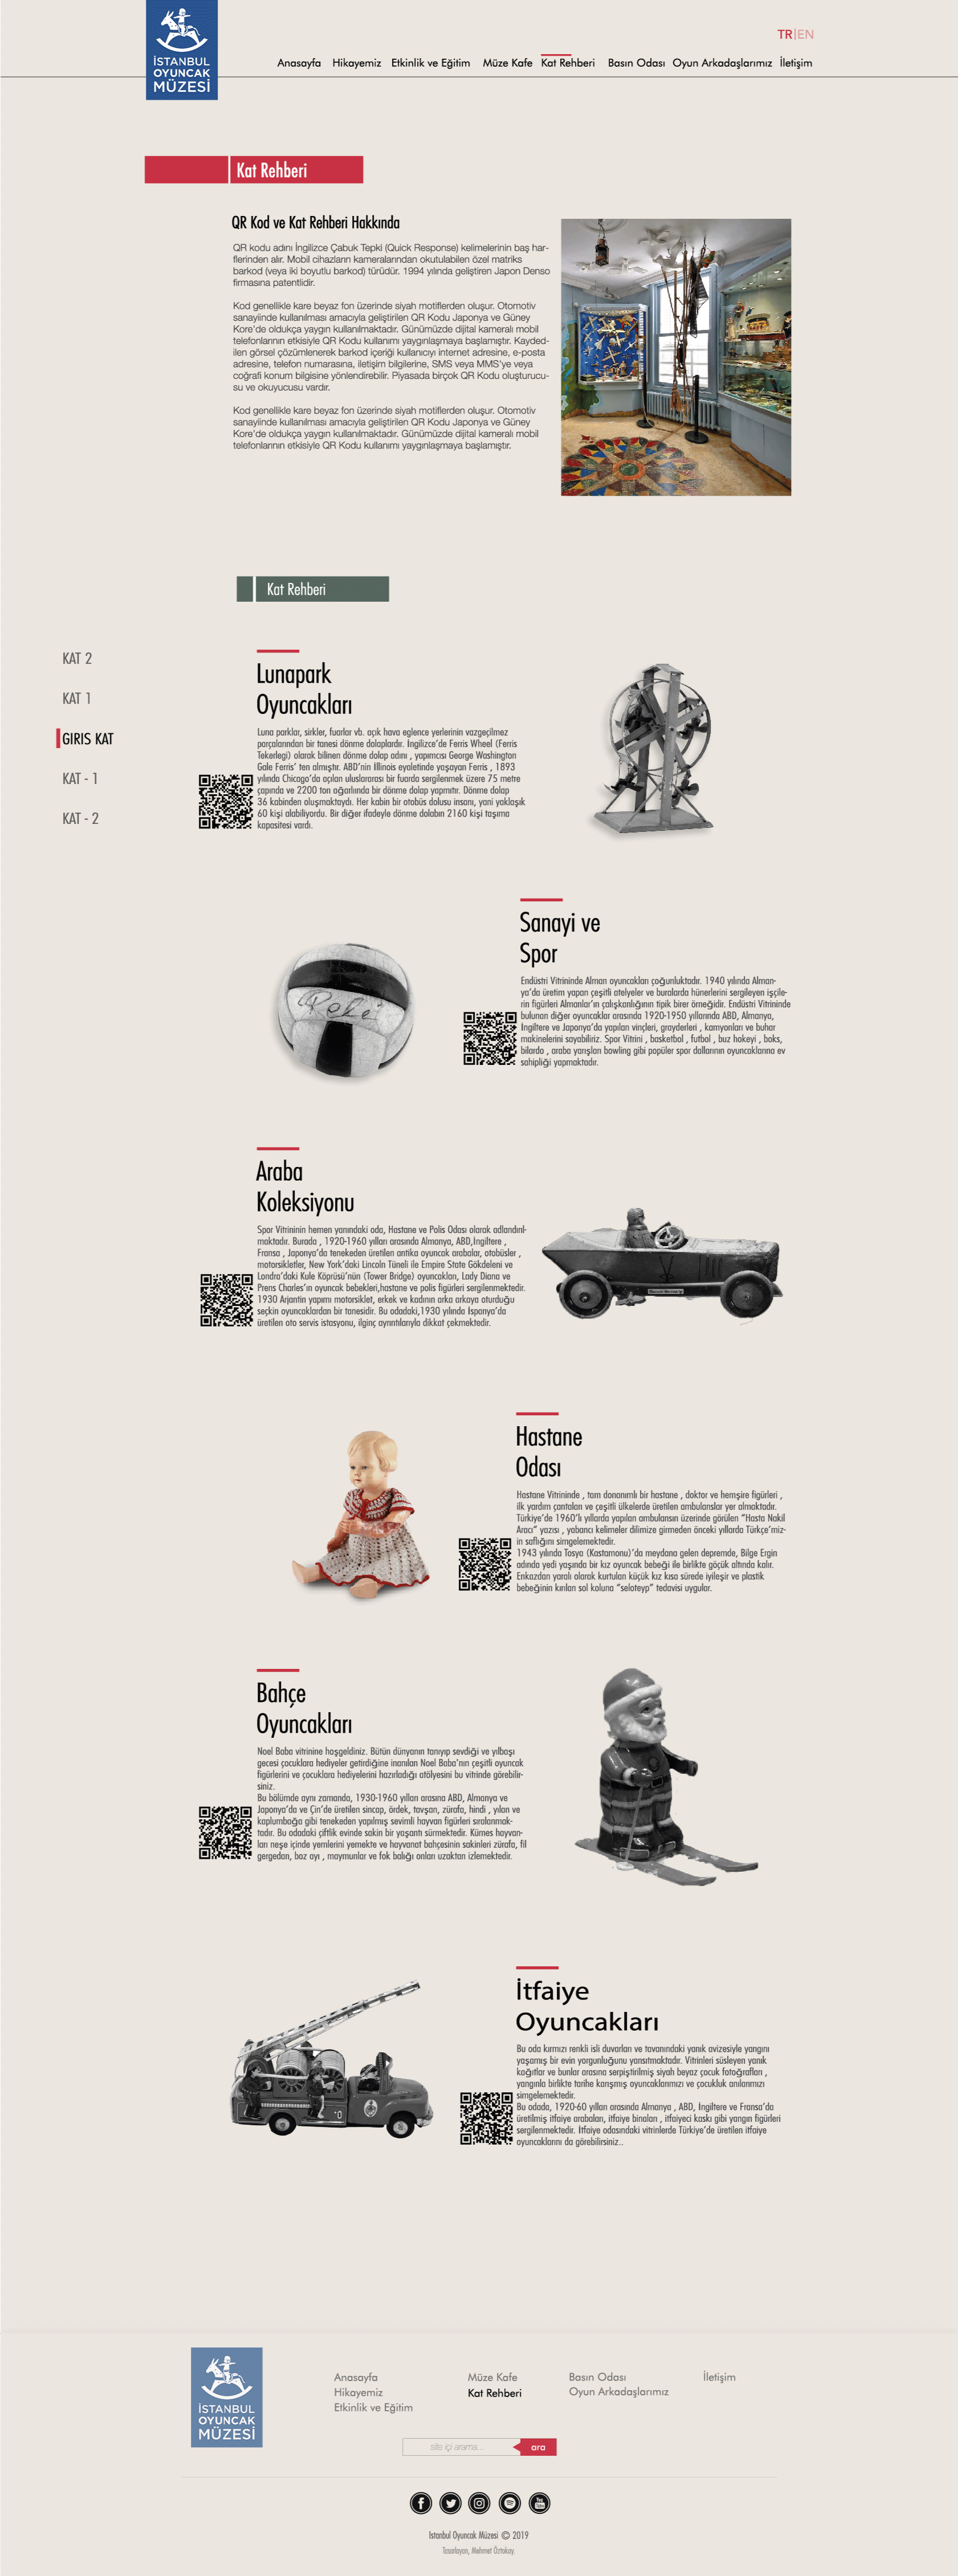 İSTANBUL
OYUNCAK
MÜZESİ
TR|EN
Anasayfa Hikayemiz Etkinlik ve Eğitim Müze Kafe Kat Rehberi Basın Odası Oyun Arkadaşlarımız İletişim
Kat Rehberi
QR Kod ve Kat Rehberi Hakkında
QR kodu adını İngilizce Çabuk Tepki (Quick Response) kelimelerinin baş har-
flerinden alır. Mobil cihazların kameralarından okutulabilen özel matriks
barkod (veya iki boyutlu barkod) türüdür. 1994 yılında geliştiren Japon Denso
firmasına patentlidir.
Kod genellikle kare beyaz fon üzerinde siyah motiflerden oluşur. Otomotiv
sanayiinde kullanılması amacıyla geliştirilen QR Kodu Japonya ve Güney
Kore'de oldukça yaygın kullanılmaktadır. Günümüzde dijital kameralı mobil
telefonlarının etkisiyle QR Kodu kullanımı yaygınlaşmaya başlamıştır. Kayded-
ilen görsel çözümlenerek barkod içeriği kullanıcıyı internet adresine, e-posta
adresine, telefon numarasına, iletişim bilgilerine, SMS veya MMS'ye veya
coğrafi konum bilgisine yönlendirebilir. Piyasada birçok QR Kodu oluşturucu-
su ve okuyucusu vardır.
Kod genellikle kare beyaz fon üzerinde siyah motiflerden oluşur. Otomotiv
sanayiinde kullanılması amacıyla geliştirilen QR Kodu Japonya ve Güney
Kore'de oldukça yaygın kullanılmaktadır. Günümüzde dijital kameralı mobil
telefonlarının etkisiyle QR Kodu kullanımı yaygınlaşmaya başlamıştır.
Kat Rehberi
KAT 2
KAT 1
GIRIS KAT
KAT - 1
KAT - 2
Lunapark
Oyuncakları
Luna parklar, sirkler, fuarlar vb. açık hava eglence yerlerinin vazgeçilmez
parçalarından bir tanesi dönme dolaplardır. İngilizce'de Ferris Wheel (Ferris
Tekerlegi) olarak bilinen dönme dolap adını , yapımcısı George Washington
Gale Ferris' ten almıştır. ABD'nin Illinois eyaletinde yaşayan Ferris , 1893
yılında Chicago'da açılan uluslararası bir fuarda sergilenmek üzere 75 metre
çapında ve 2200 ton ağarlında bir dönme dolap yapmıtır. Dönme dolap
36 kabinden oluşmaktaydı. Her kabin bir otobüs dolusu insanı, yani yaklaşık
60 kişi alabiliyordu. Bir diğer ifadeyle dönme dolabın 2160 kişi taşıma
kapasitesi vardı.
Sanayi ve
Spor
Endüstri Vitrininde Alman oyuncakları çoğunluktadır. 1940 yılında Alman-
ya'da üretim yapan çeşitli atelyeler ve buralarda hünerlerini sergileyen işçile-
rin figürleri Almanlar'ın çalışkanlığının tipik birer örneğidir. Endüstri Vitrininde
bulunan diğer oyuncaklar arasında 1920-1950 yıllarında ABD, Almanya,
İngiltere ve Japonya'da yapılan vinçleri, grayderleri , kamyonları ve buhar
makinelerini sayabiliriz. Spor Vitrini , basketbol , futbol , buz hokeyi , boks,
bilardo , araba yarışları bowling gibi popüler spor dallarının oyuncaklarına ev
sahipliği yapmaktadır.
Araba
Koleksiyonu
Spor Vitrininin hemen yanındaki oda, Hastane ve Polis Odası olarak adlandırıl-
maktadır. Burada , 1920-1960 yılları arasında Almanya, ABD,İngiltere ,
Fransa , Japonya'da tenekeden üretilen antika oyuncak arabalar, otobüsler ,
motorsikletler, New York'daki Lincoln Tüneli ile Empire State Gökdeleni ve
Londra'daki Kule Köprüsü'nün (Tower Bridge) oyuncakları, Lady Diana ve
Prens Charles'ın oyuncak bebekleri,hastane ve polis figürleri sergilenmektedir.
1930 Arjantin yapımı motorsiklet, erkek ve kadının arka arkaya oturduğu
seçkin oyuncaklardan bir tanesidir. Bu odadaki,1930 yılında Ispanya'da
üretilen oto servis istasyonu, ilginç ayrıntılarıyla dikkat çekmektedir.
Hastane
Odası
Hastane Vitrininde , tam donanımlı bir hastane , doktor ve hemşire figürleri ,
ilk yardım çantaları ve çeşitli ülkelerde üretilen ambulanslar yer almaktadır.
Türkiye'de 1960'lı yıllarda yapılan ambulansın üzerinde görülen "Hasta Nakil
Aracı" yazısı , yabancı kelimeler dilimize girmeden önceki yıllarda Türkçe'miz-
in saflığını simgelemektedir.
1943 yılında Tosya (Kastamonu)'da meydana gelen depremde, Bilge Ergin
adında yedi yaşında bir kız oyuncak bebeği ile birlikte göçük altında kalır.
Enkazdan yaralı olarak kurtulan küçük kız kısa sürede iyileşir ve plastik
bebeğinin kırılan sol koluna "seloteyp" tedavisi uygular.
Bahçe
Oyuncakları
Noel Baba vitrinine hoşgeldiniz. Bütün dünyanın tanıyıp sevdiği ve yılbaşı
gecesi çocuklara hediyeler getirdiğine inanılan Noel Baba'nın çeşitli oyuncak
figürlerini ve çocuklara hediyelerini hazırladığı atölyesini bu vitrinde görebilir-
siniz.
Bu bölümde aynı zamanda, 1930-1960 yılları arasına ABD, Almanya ve
Japonya'da ve Çin'de üretilen sincap, ördek, tavşan, zürafa, hindi , yılan ve
kaplumbağa gibi tenekeden yapılmış sevimli hayvan figürleri sıralanmak-
tadır. Bu odadaki çiftlik evinde sakin bir yaşantı sürmektedir. Kümes hayvan-
ları neşe içinde yemlerini yemekte ve hayvanat bahçesinin sakinleri zürafa, fil
gergedan, boz ayı , maymunlar ve fok balığı onları uzaktan izlemektedir.
İtfaiye
Oyuncakları
Bu oda kırmızı renkli isli duvarları ve tavanındaki yanık avizesiyle yangını
yaşamış bir evin yorgunluğunu yansıtmaktadır. Vitrinleri süsleyen yanık
kağıtlar ve bunlar arasına serpiştirilmiş siyah beyaz çocuk fotoğrafları ,
yangınla birlikte tarihe karışmış oyuncaklarımızı ve çocukluk anılarımızı
simgelemektedir.
Bu odada, 1920-60 yılları arasında Almanya , ABD, İngiltere ve Fransa'da
üretilmiş itfaiye arabaları, itfaiye binaları , itfaiyeci kaskı gibi yangın figürleri
sergilenmektedir. Itfaiye odasındaki vitrinlerde Türkiye'de üretilen itfaiye
oyuncaklarını da görebilirsiniz..
İSTANBUL
OYUNCAK
MÜZESİ
Anasayfa
Hikayemiz
Etkinlik ve Eğitim
Müze Kafe
Kat Rehberi
Basın Odası
Oyun Arkadaşlarımız
İletişim
site içi arama...
ara
You
Tube
Istanbul Oyuncak Müzesi © 2019
Tasarlayan, Mehmet Öztokay.